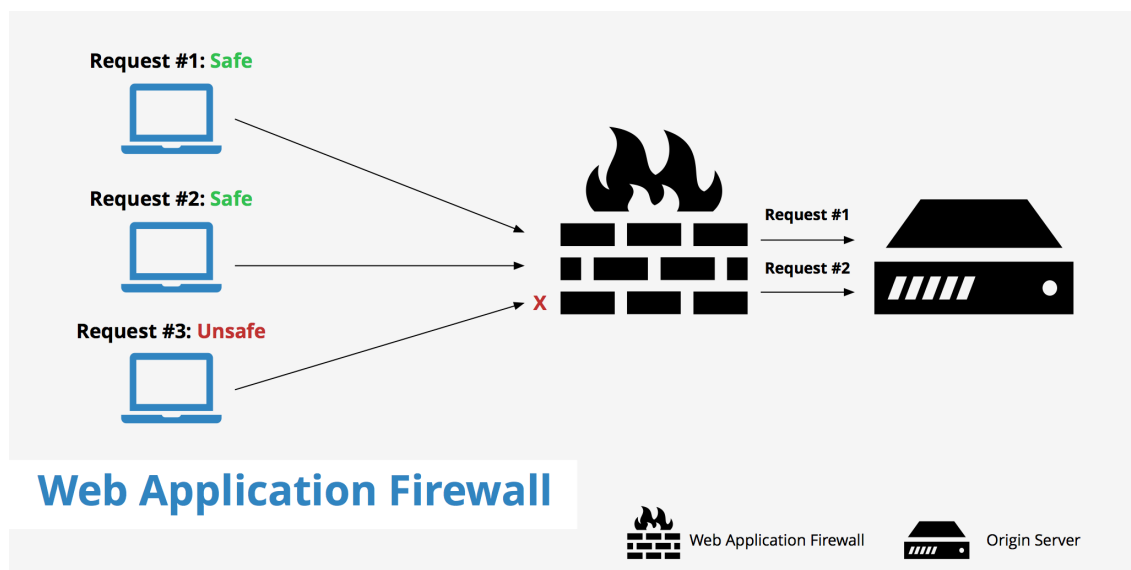 Request #1: Safe
Request #2: Safe
Request #3: Unsafe
X
Request #1
Request #2
Web Application Firewall
Web Application Firewall
Origin Server